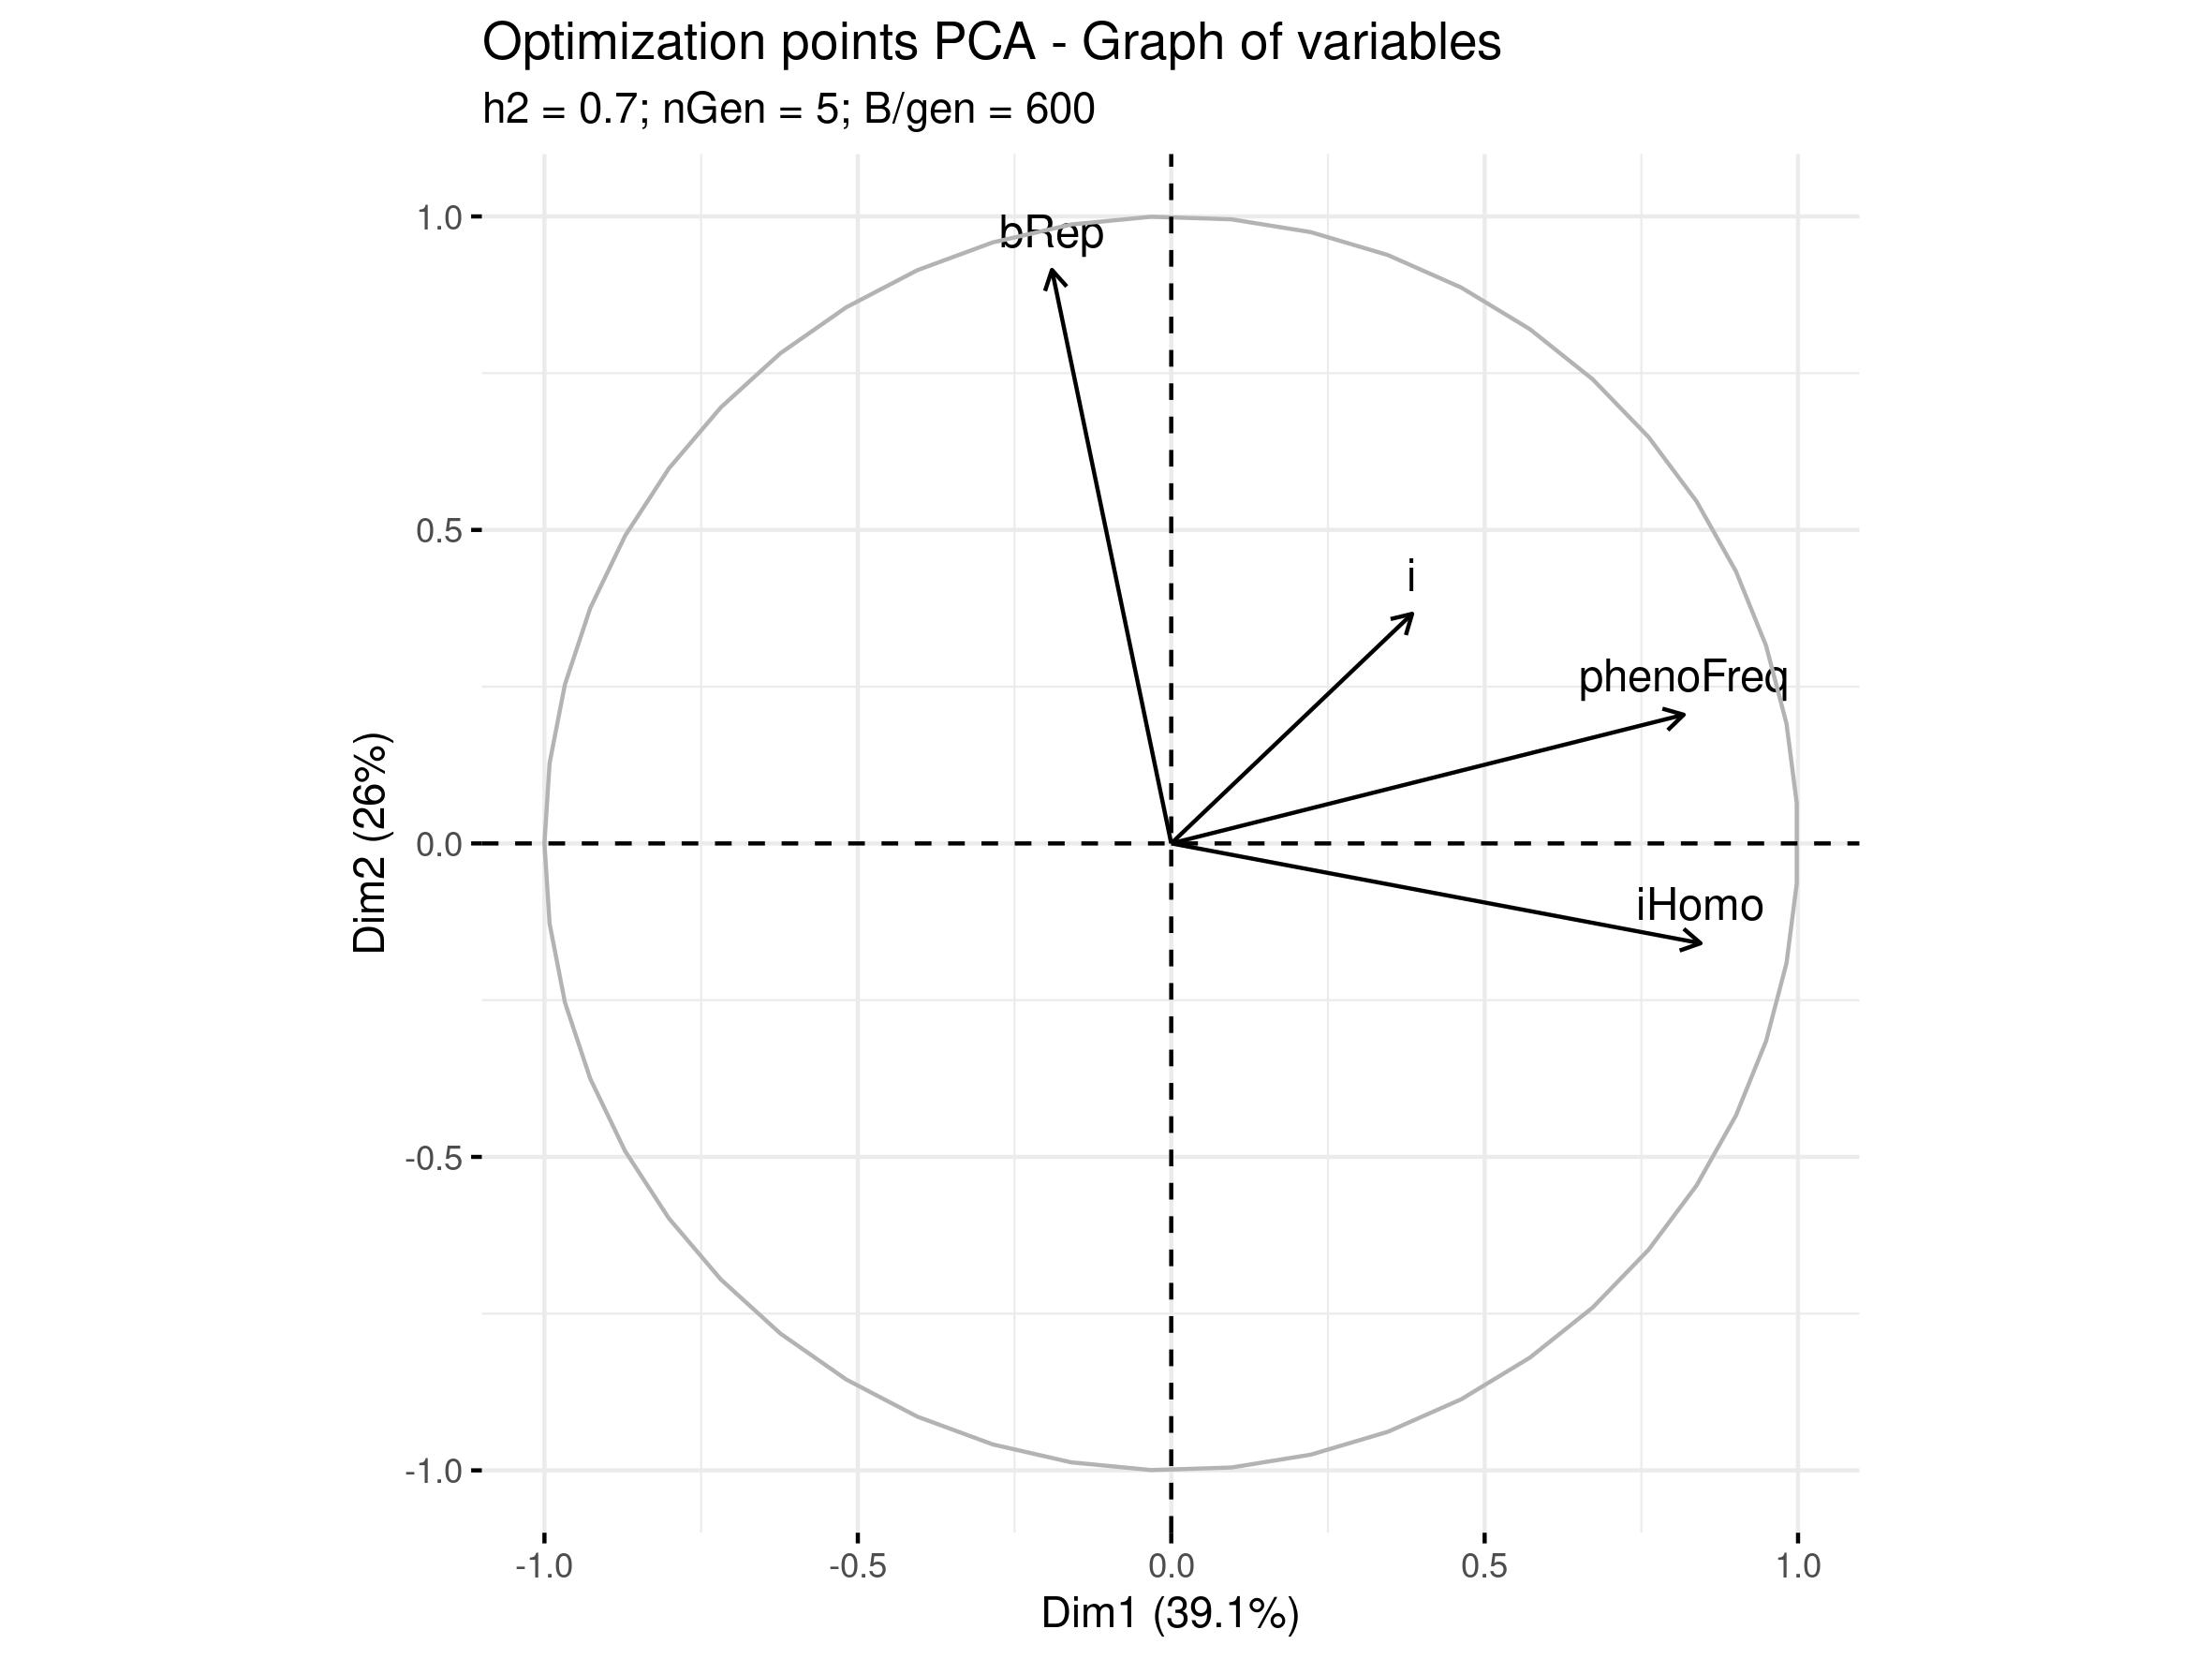 Optimization points PCA - Graph of variables
h2 = 0.7; nGen = 5; B/gen = 600
bRep
i
phenoFreq
iHomo
1.0
0.5
0.0
-0.5
-1.0
Dim2 (26%)
-1.0
-0.5
0.0
0.5
1.0
Dim1 (39.1%)